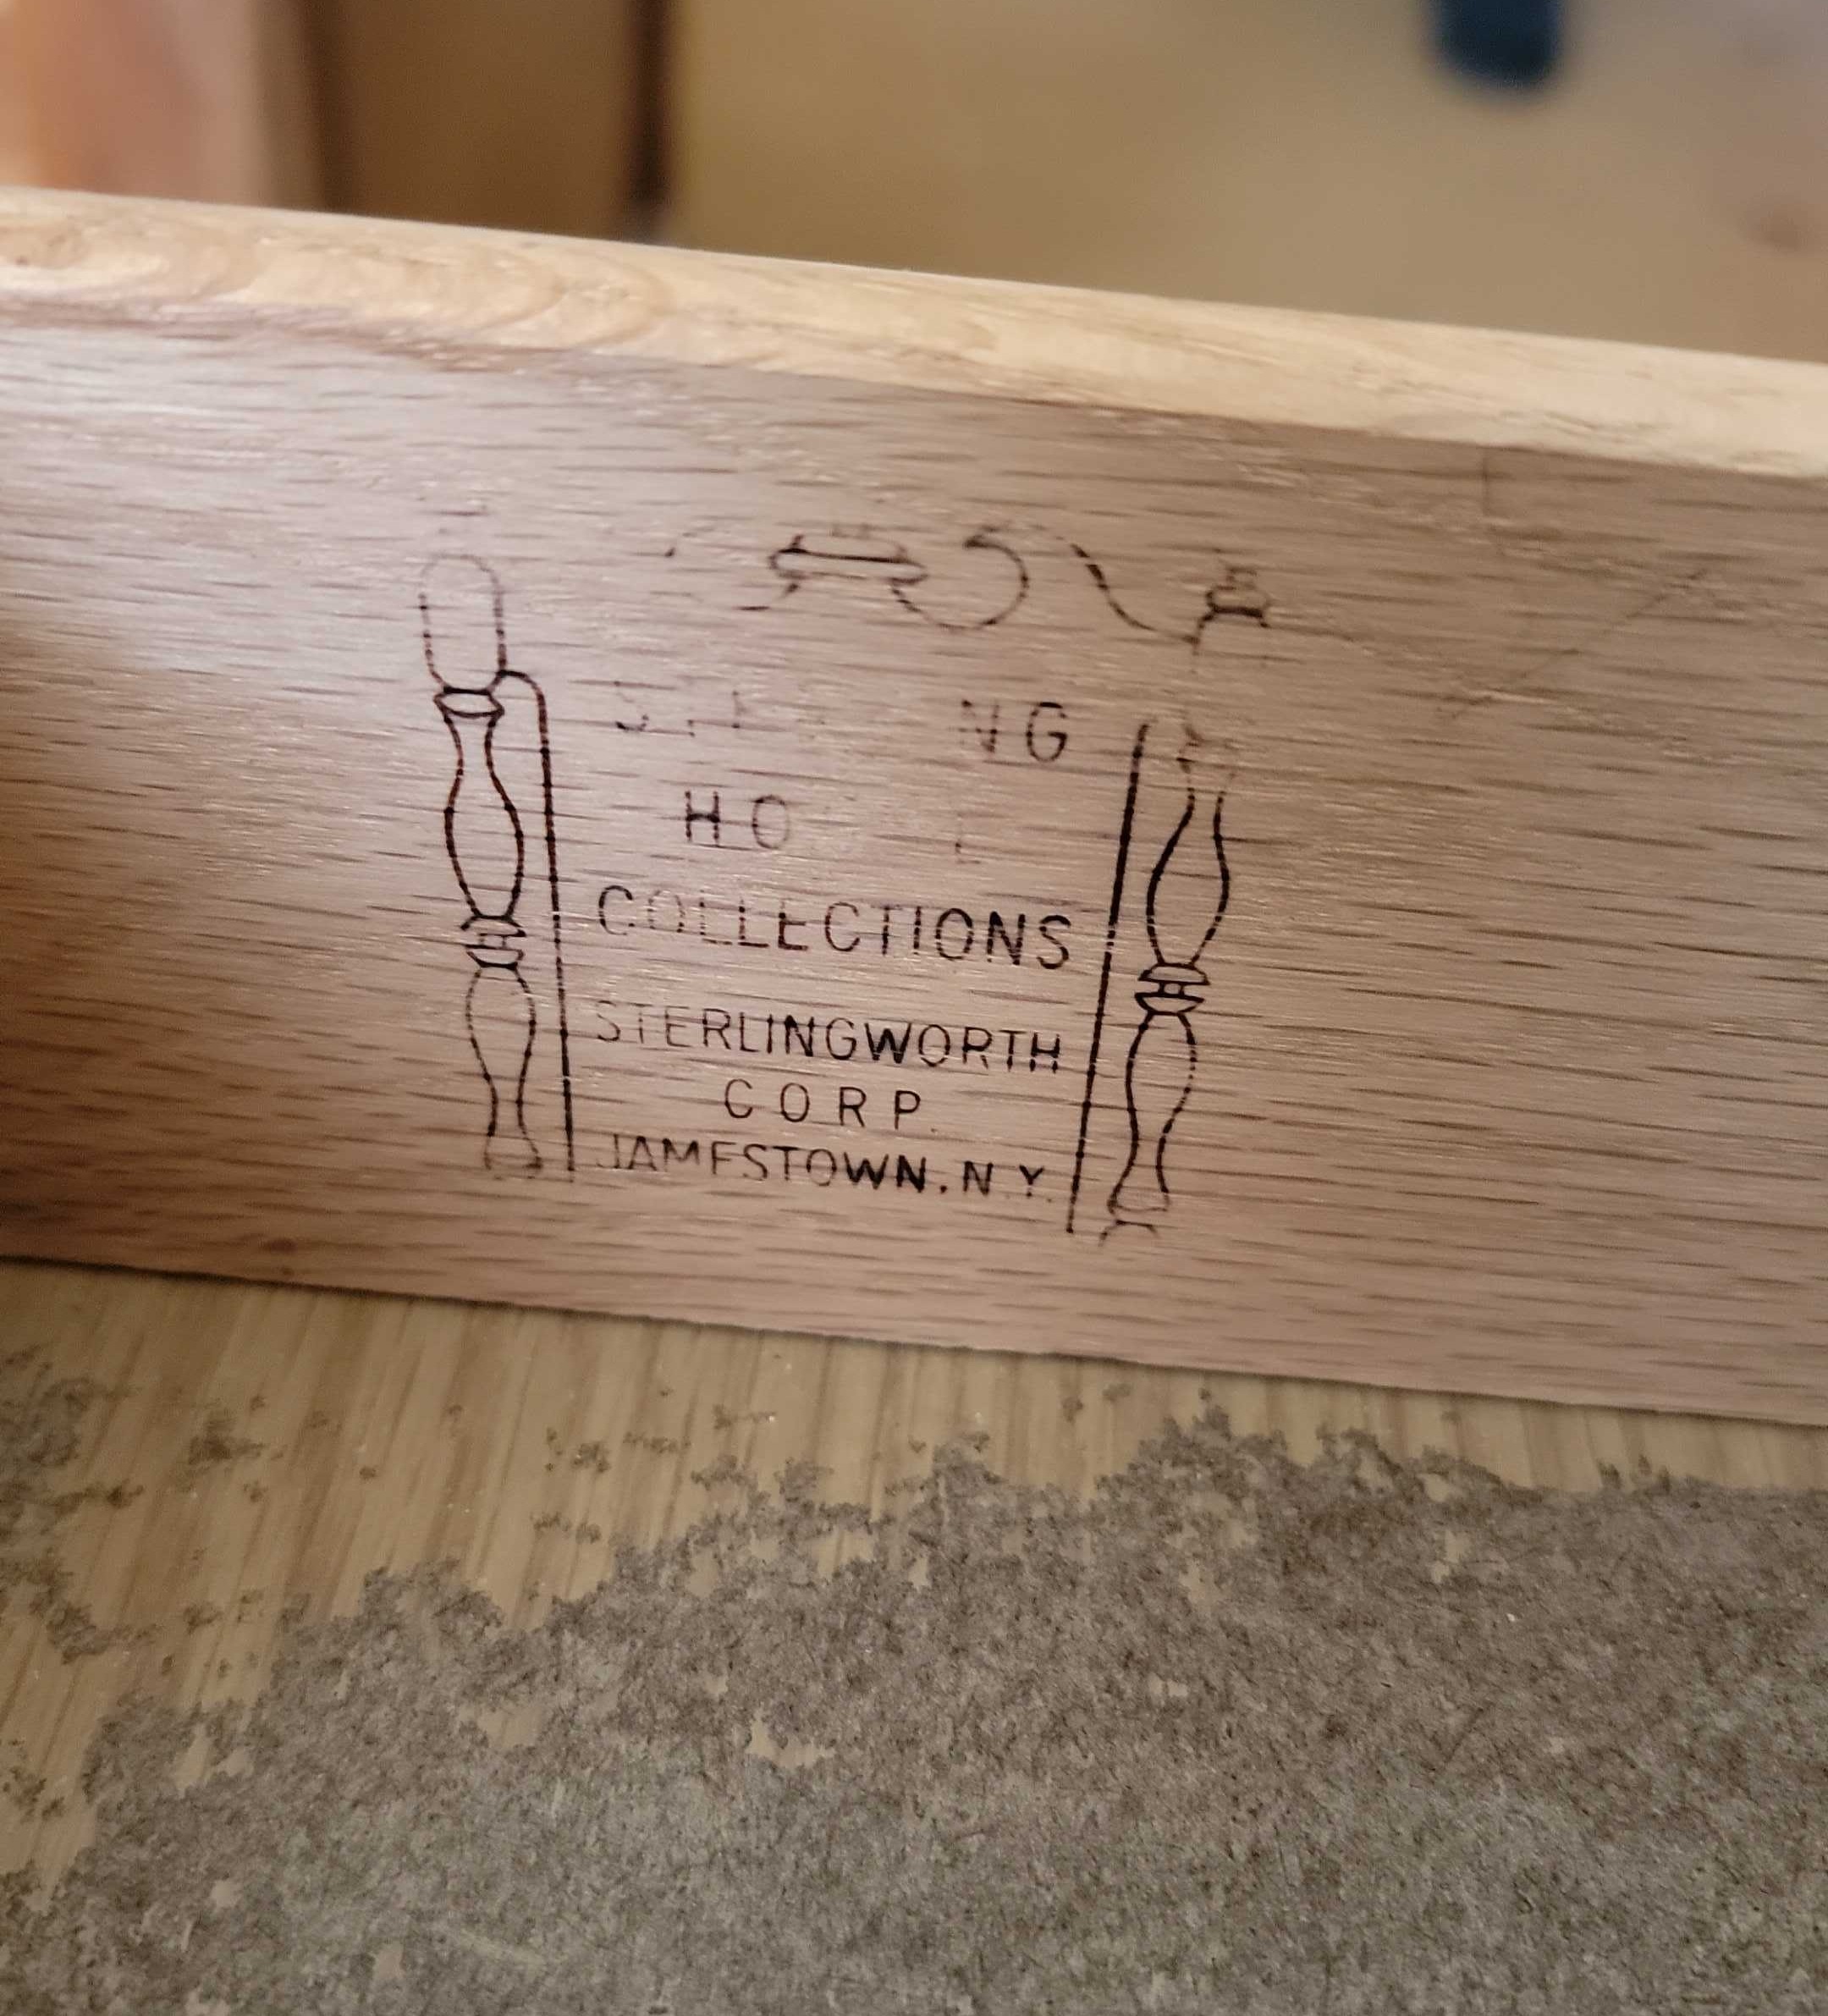 COLLECTIONS
STERLINGWORTH
CORP.
JAMESTOWN, N.Y.